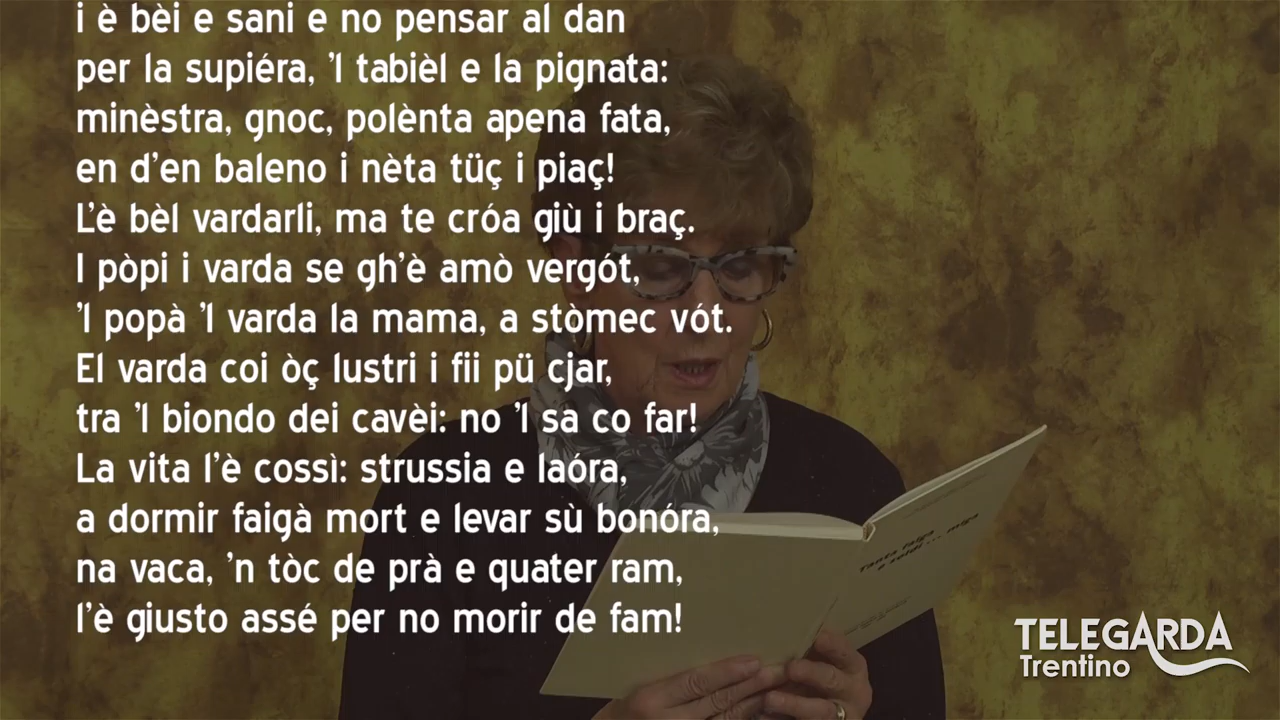 i è bèi e sani e no pensar al dan
per la supiéra, 'l tabièl e la pignata:
minèstra, gnoc, polènta apena fata,
en d'en baleno i nèta tüç i piaç!
L'è bèl vardarli, ma te cróa giù i braç.
I pòpi i varda se gh'è amò vergót,
'l popà 'l varda la mama, a stòmec vót.
El varda coi òç lustri i fii pü cjar,
tra 'l biondo dei cavèi: no 'l sa co far!
La vita l'è cossì: strussia e laóra,
a dormir faigà mort e levar sù bonóra,
na vaca, 'n tòc de prà e quater ram,
l'è giusto assé per no morir de fam!
TELEGARDA
Trentino